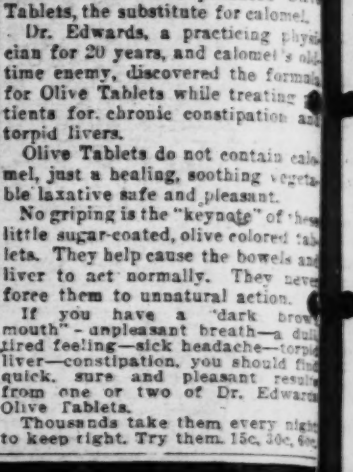 Tablets, the substitute for calomel.
Dr. Edwards, a practicing physi-
cian for 20 years, and calomel's old-
time enemy, discovered the formula
for Olive Tablets while treating
tients for chronic constipation and
torpid livers.
Olive Tablets do not contain calo-
mel, just a healing, soothing vegeta-
ble laxative safe and pleasant.
No griping is the "keynote" of these
little sugar-coated, olive colored tab-
lets. They help cause the bowels and
liver to act normally. They never
force them to unnatural action.
If you have a "dark brown
mouth"-unpleasant breath—a dull
tired feeling—sick headache—torpid
liver—constipation, you should find
quick, sure and pleasant results
from one or two of Dr. Edwards
Olive Tablets.
Thousands take them every night
to keep right. Try them. 15c, 30c, 60c.